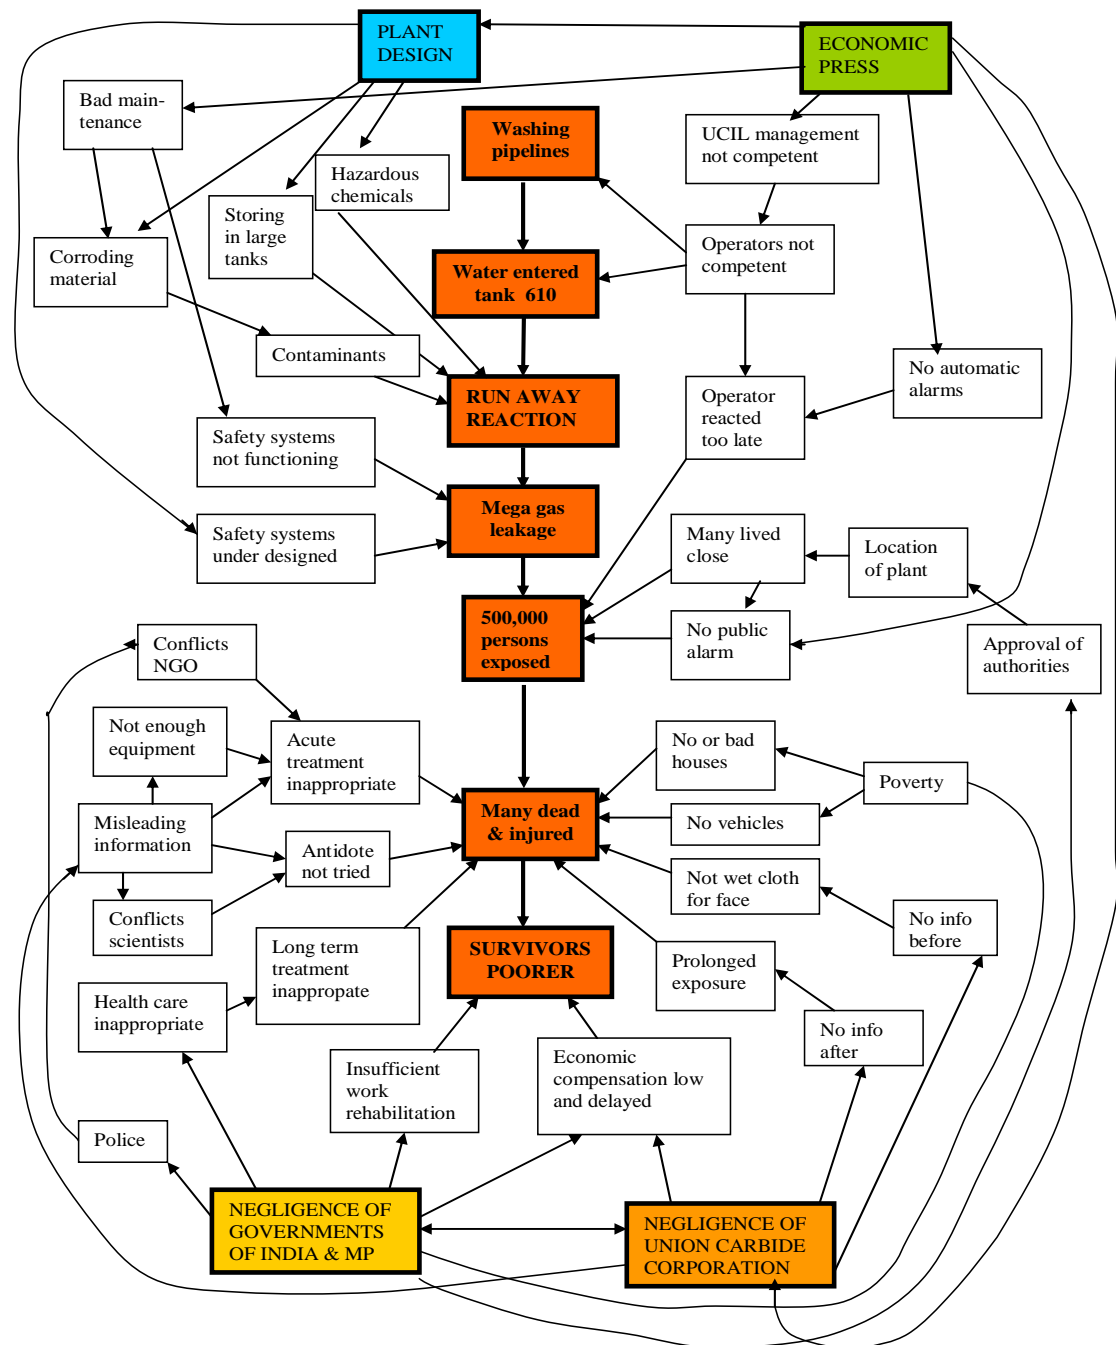 PLANT
DESIGN
ECONOMIC
PRESS
Bad main-
tenance
Washing
pipelines
UCIL management
not competent
Hazardous
chemicals
Storing
in large
tanks
Corroding
material
Water entered
tank 610
Operators not
competent
Contaminants
RUN AWAY
REACTION
Operator
reacted
too late
No automatic
alarms
Safety systems
not functioning
Mega gas
leakage
Safety systems
under designed
Many lived
close
Location
of plant
500,000
persons
exposed
No public
alarm
Approval of
authorities
Conflicts
NGO
Not enough
equipment
Acute
treatment
inappropriate
No or bad
houses
Poverty
Misleading
information
Many dead
& injured
No vehicles
Antidote
not tried
Not wet cloth
for face
Conflicts
scientists
No info
before
Long term
treatment
inappropate
SURVIVORS
POORER
Prolonged
exposure
Health care
inappropriate
No info
after
Insufficient
work
rehabilitation
Economic
compensation low
and delayed
Police
NEGLIGENCE OF
GOVERNMENTS
OF INDIA & MP
NEGLIGENCE OF
UNION CARBIDE
CORPORATION